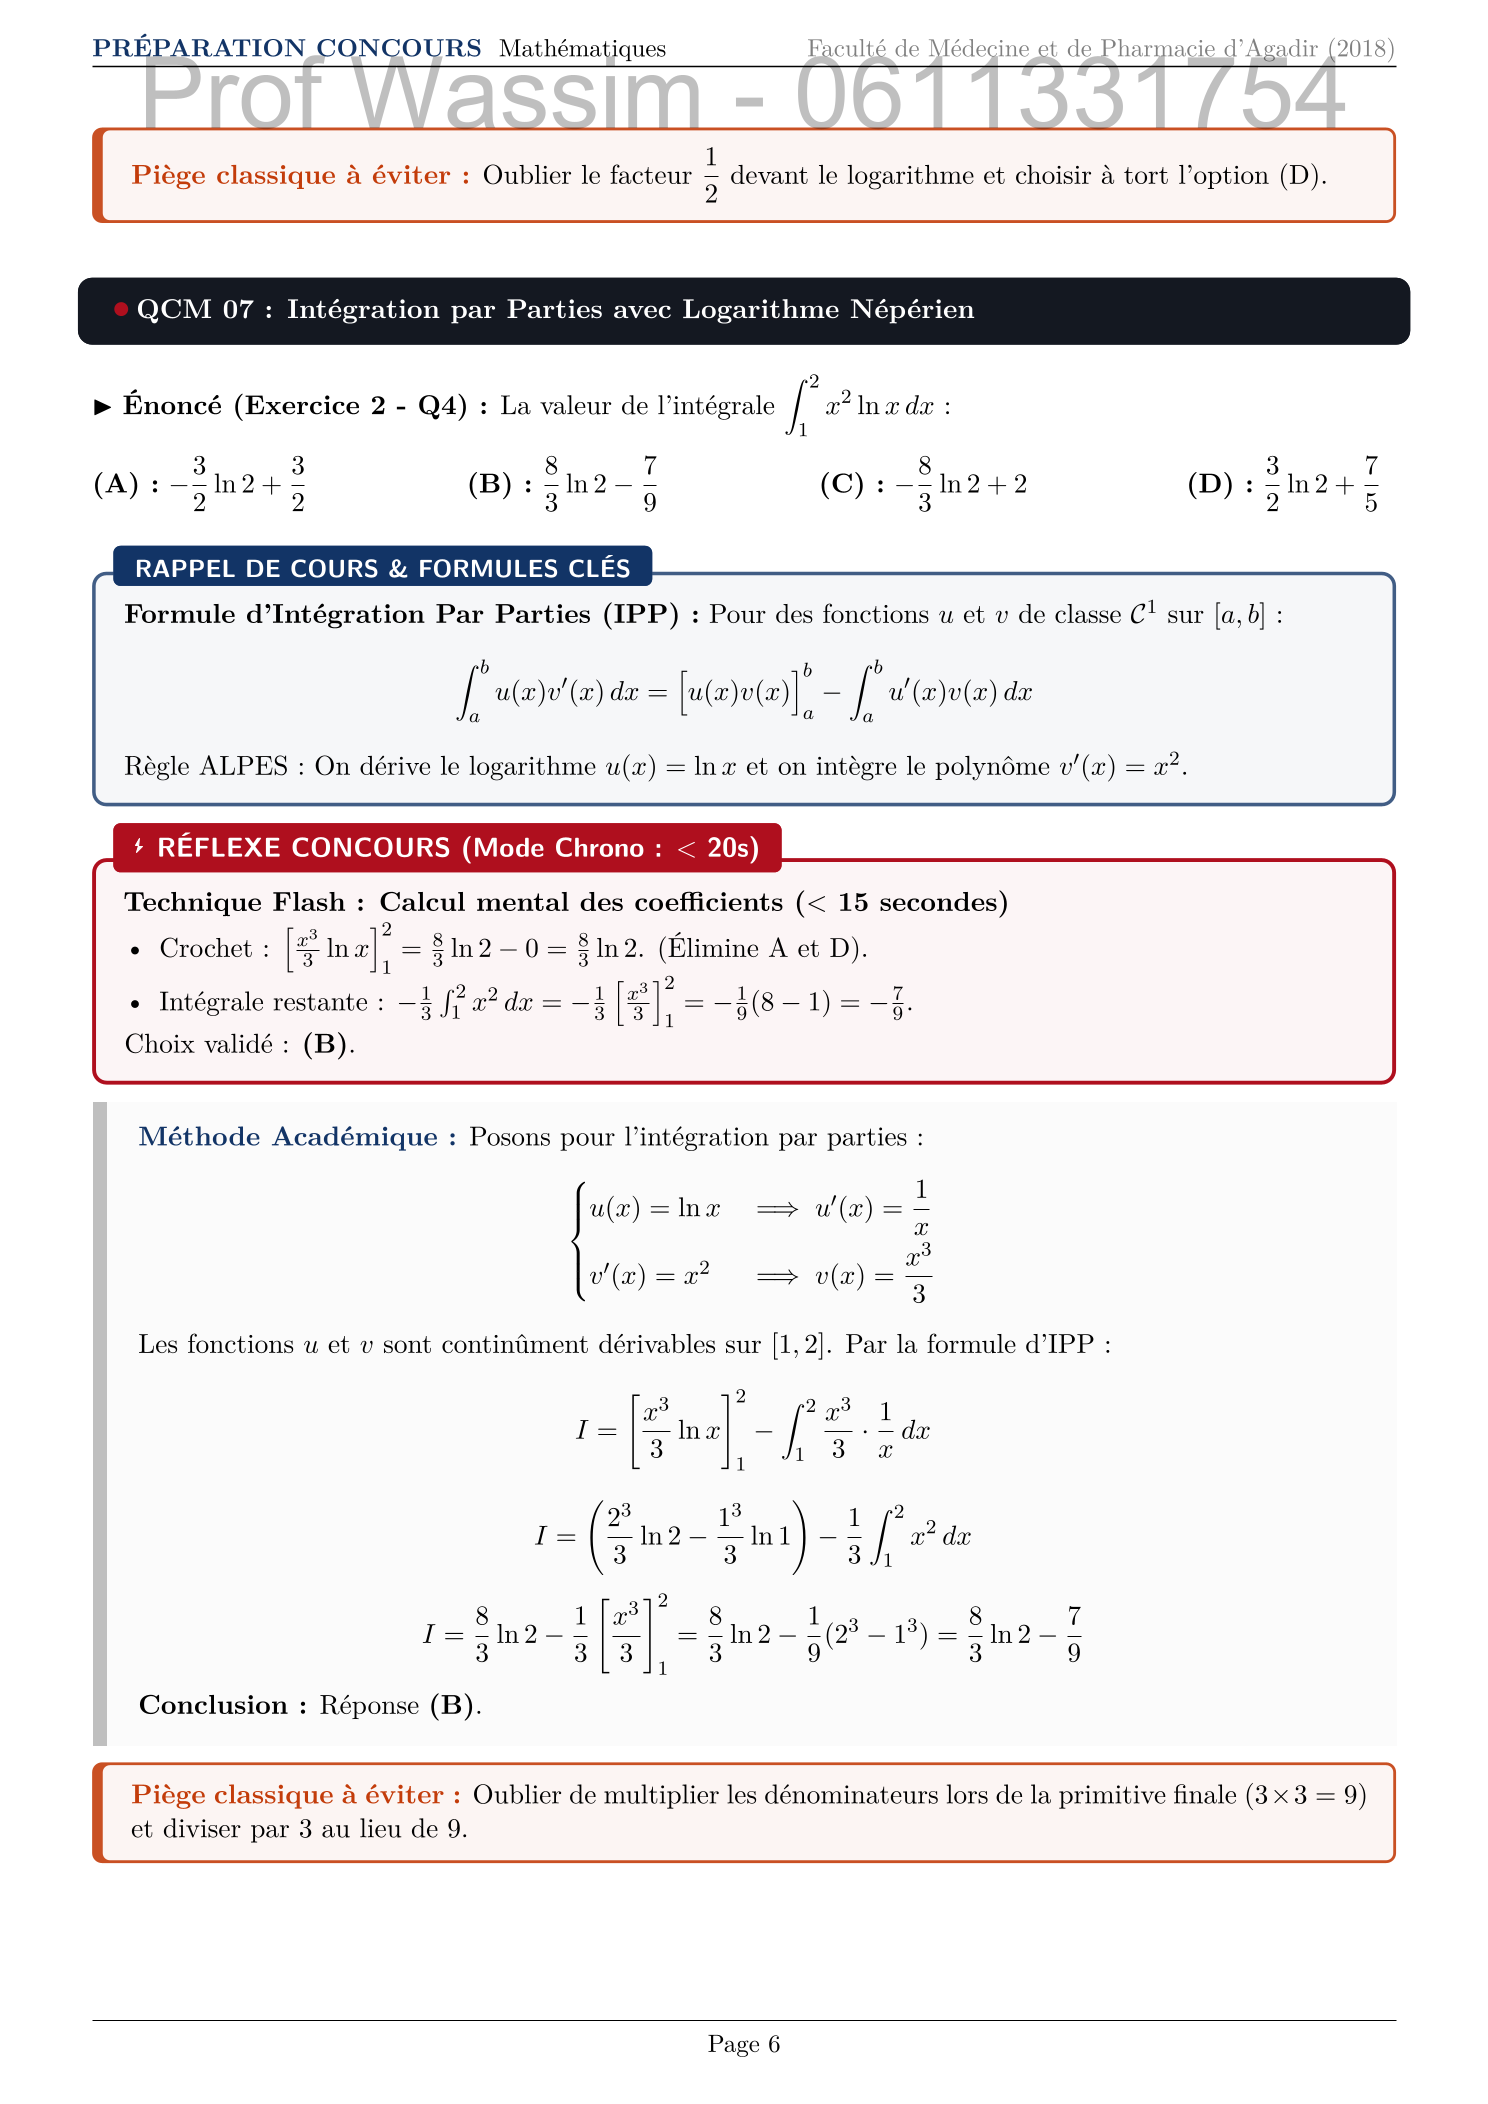 PRÉPARATION CONCOURS Mathématiques Faculté de Médecine et de Pharmacie d'Agadir (2018)
Prof Wassim - 0611331754
Piège classique à éviter : Oublier le facteur 1/2 devant le logarithme et choisir à tort l'option (D).
• QCM 07 : Intégration par Parties avec Logarithme Népérien
▶ Énoncé (Exercice 2 - Q4) : La valeur de l'intégrale ∫₁² x² ln x dx :
(A) : −3/2 ln 2 + 3/2 (B) : 8/3 ln 2 − 7/9 (C) : −8/3 ln 2 + 2 (D) : 3/2 ln 2 + 7/5
RAPPEL DE COURS & FORMULES CLÉS
Formule d'Intégration Par Parties (IPP) : Pour des fonctions u et v de classe C¹ sur [a, b] :
∫ₐᵇ u(x)v′(x) dx = [u(x)v(x)]ₐᵇ − ∫ₐᵇ u′(x)v(x) dx
Règle ALPES : On dérive le logarithme u(x) = ln x et on intègre le polynôme v′(x) = x².
⚡ RÉFLEXE CONCOURS (Mode Chrono : < 20s)
Technique Flash : Calcul mental des coefficients (< 15 secondes)
• Crochet : [x³/3 ln x]₁² = 8/3 ln 2 − 0 = 8/3 ln 2. (Élimine A et D).
• Intégrale restante : −1/3 ∫₁² x² dx = −1/3 [x³/3]₁² = −1/9(8 − 1) = −7/9.
Choix validé : (B).
Méthode Académique : Posons pour l'intégration par parties :
{ u(x) = ln x ⟹ u′(x) = 1/x
v′(x) = x² ⟹ v(x) = x³/3
Les fonctions u et v sont continûment dérivables sur [1, 2]. Par la formule d'IPP :
I = [x³/3 ln x]₁² − ∫₁² x³/3 · 1/x dx
I = (2³/3 ln 2 − 1³/3 ln 1) − 1/3 ∫₁² x² dx
I = 8/3 ln 2 − 1/3 [x³/3]₁² = 8/3 ln 2 − 1/9(2³ − 1³) = 8/3 ln 2 − 7/9
Conclusion : Réponse (B).
Piège classique à éviter : Oublier de multiplier les dénominateurs lors de la primitive finale (3×3 = 9)
et diviser par 3 au lieu de 9.
Page 6